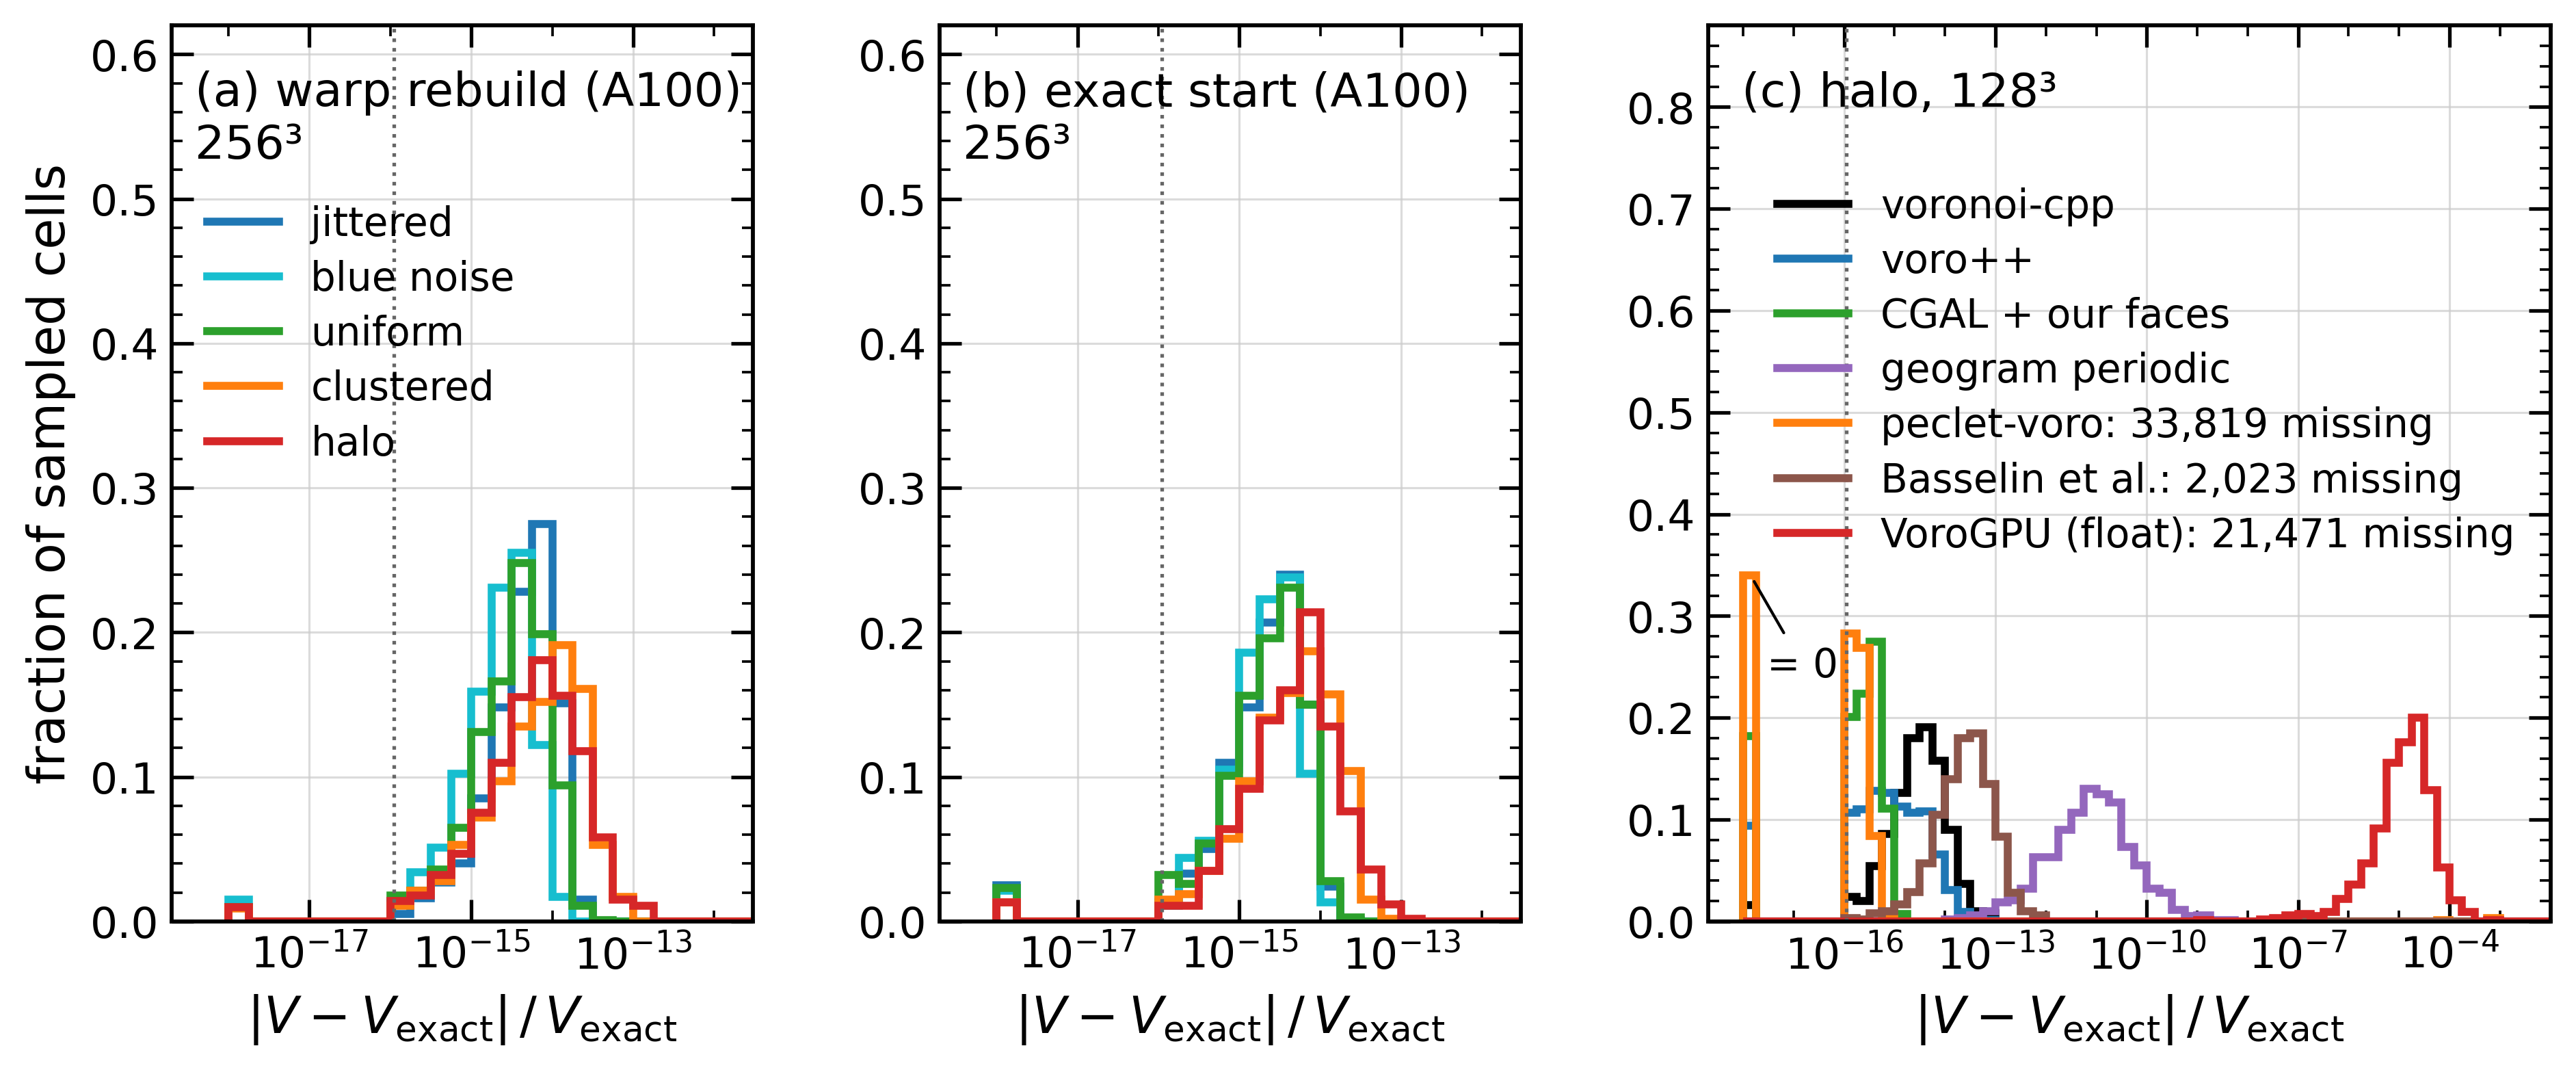 fraction of sampled cells
0.6
0.5
0.4
0.3
0.2
0.1
0.0
(a) warp rebuild (A100)
256³
jittered
blue noise
uniform
clustered
halo
10⁻¹⁷
10⁻¹⁵
10⁻¹³
|V − V_exact| / V_exact
0.6
0.5
0.4
0.3
0.2
0.1
0.0
(b) exact start (A100)
256³
10⁻¹⁷
10⁻¹⁵
10⁻¹³
|V − V_exact| / V_exact
0.8
0.7
0.6
0.5
0.4
0.3
0.2
0.1
0.0
(c) halo, 128³
voronoi-cpp
voro++
CGAL + our faces
geogram periodic
peclet-voro: 33,819 missing
Basselin et al.: 2,023 missing
VoroGPU (float): 21,471 missing
= 0
10⁻¹⁶
10⁻¹³
10⁻¹⁰
10⁻⁷
10⁻⁴
|V − V_exact| / V_exact